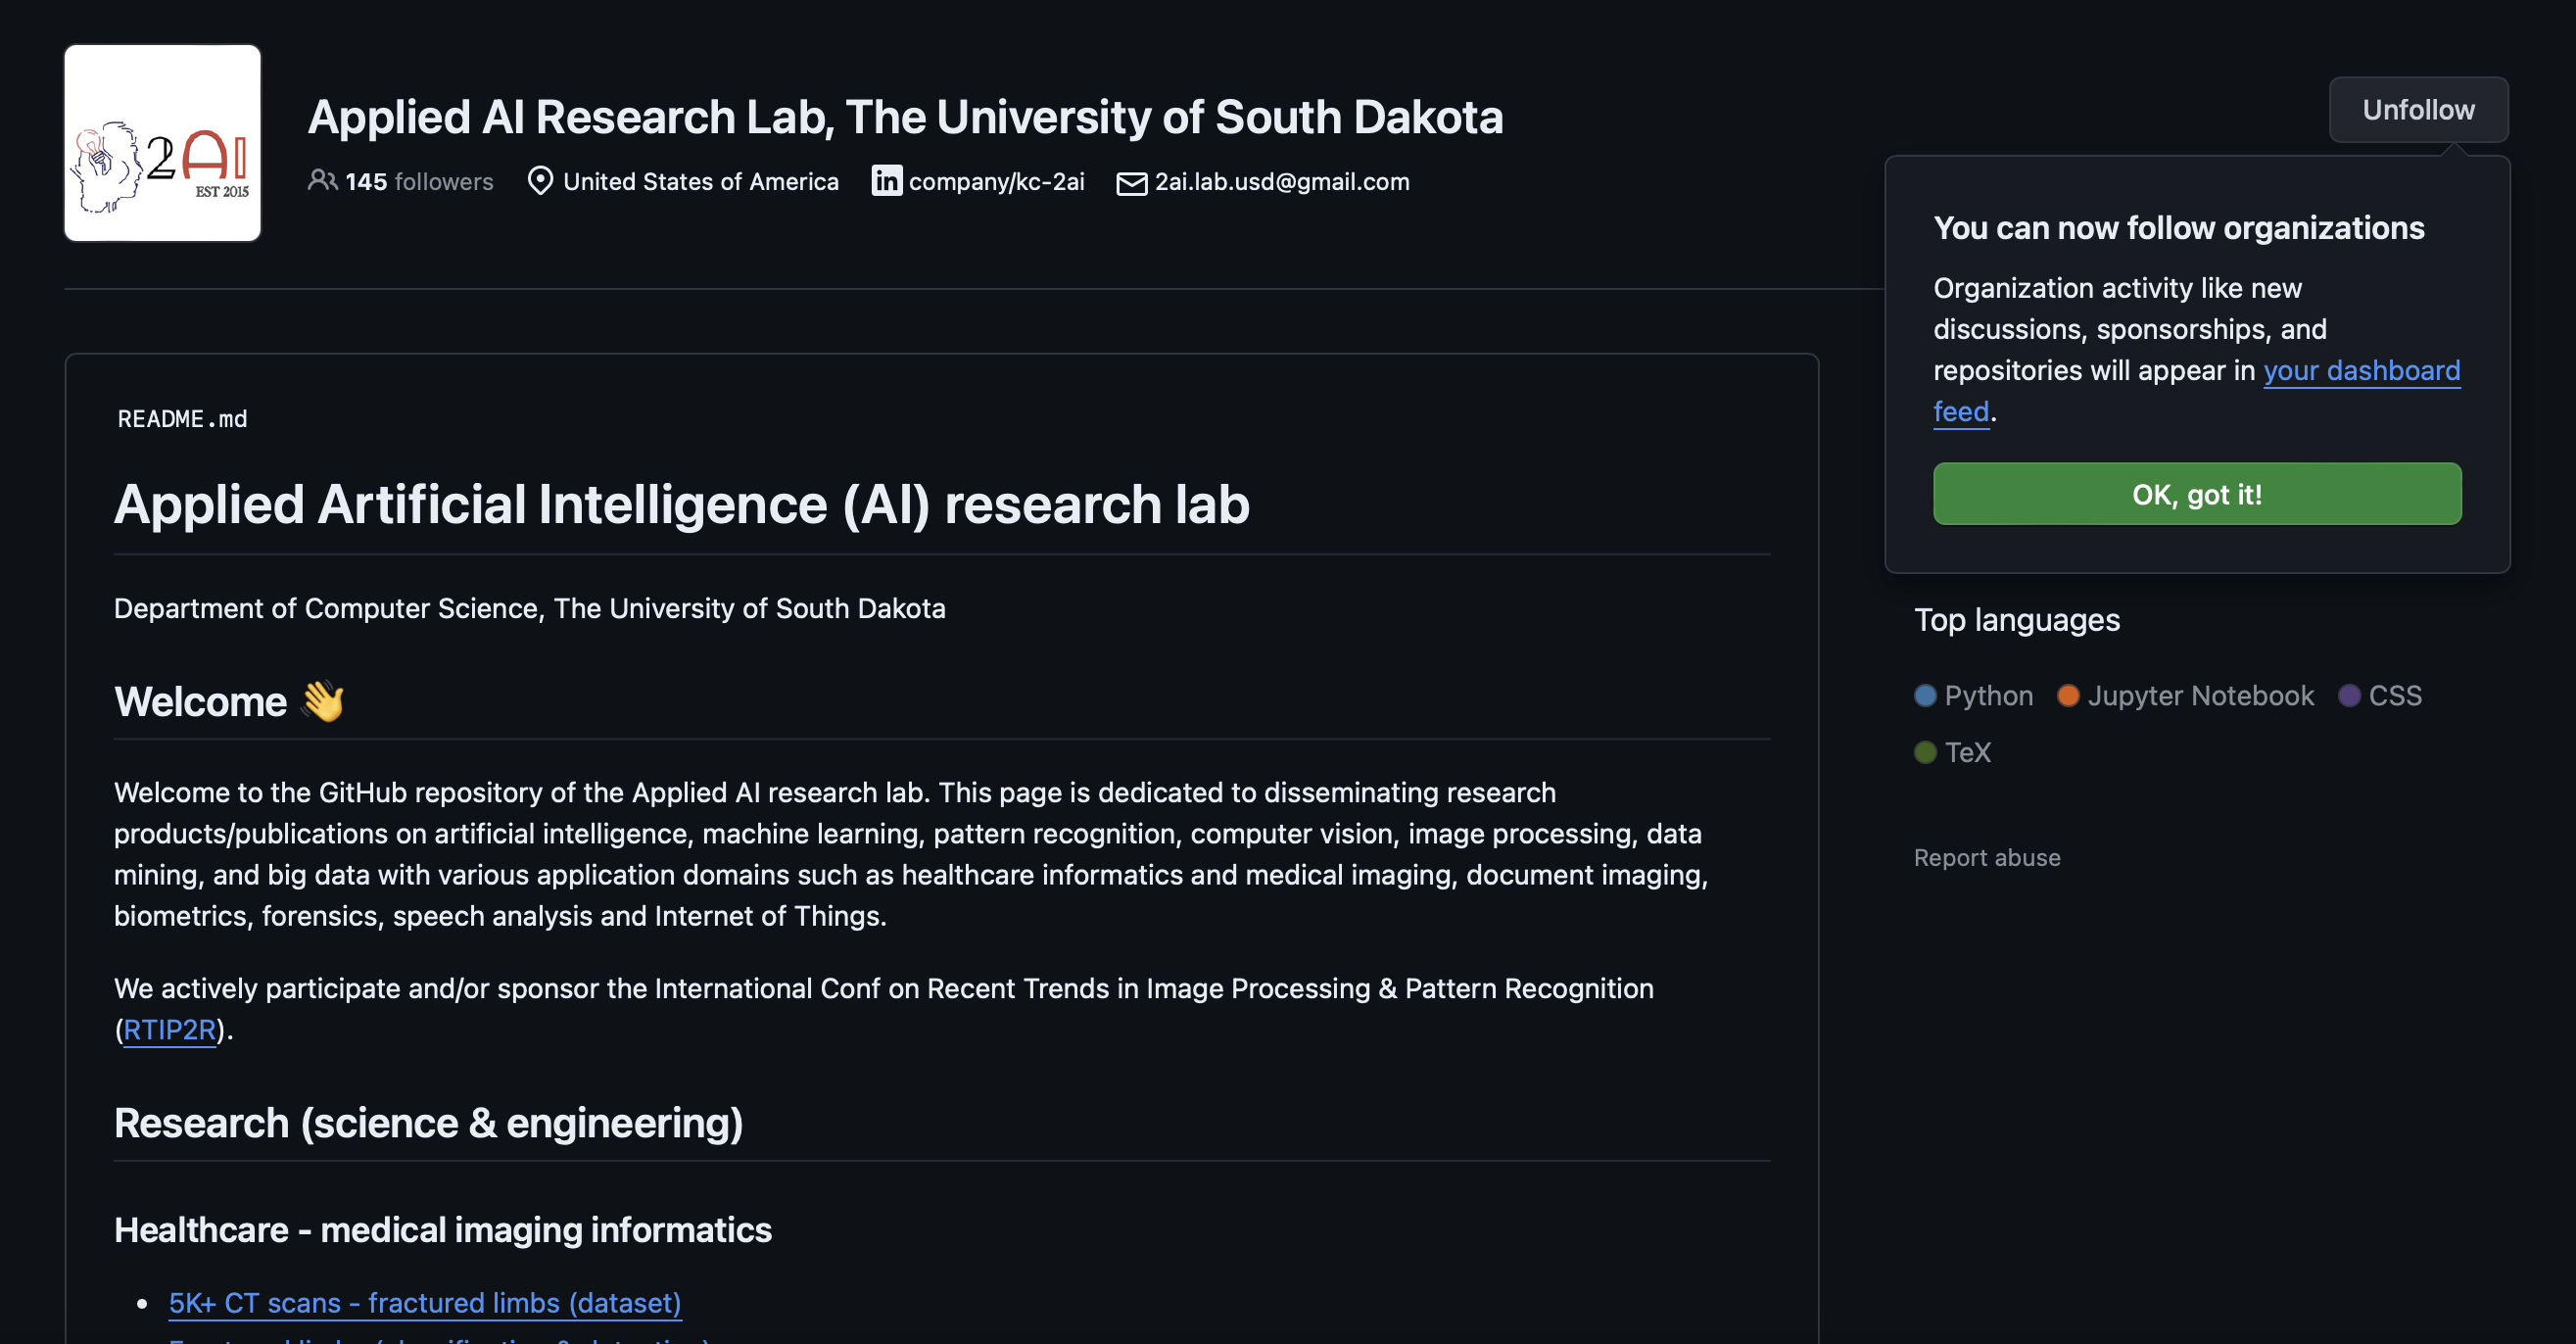 2AI
EST 2015
Applied AI Research Lab, The University of South Dakota
145 followers United States of America company/kc-2ai 2ai.lab.usd@gmail.com
Unfollow
You can now follow organizations
Organization activity like new
discussions, sponsorships, and
repositories will appear in your dashboard
feed.
OK, got it!
README.md
Applied Artificial Intelligence (AI) research lab
Department of Computer Science, The University of South Dakota
Welcome 👋
Welcome to the GitHub repository of the Applied AI research lab. This page is dedicated to disseminating research
products/publications on artificial intelligence, machine learning, pattern recognition, computer vision, image processing, data
mining, and big data with various application domains such as healthcare informatics and medical imaging, document imaging,
biometrics, forensics, speech analysis and Internet of Things.
We actively participate and/or sponsor the International Conf on Recent Trends in Image Processing & Pattern Recognition
(RTIP2R).
Research (science & engineering)
Healthcare - medical imaging informatics
5K+ CT scans - fractured limbs (dataset)
Top languages
Python Jupyter Notebook CSS
TeX
Report abuse